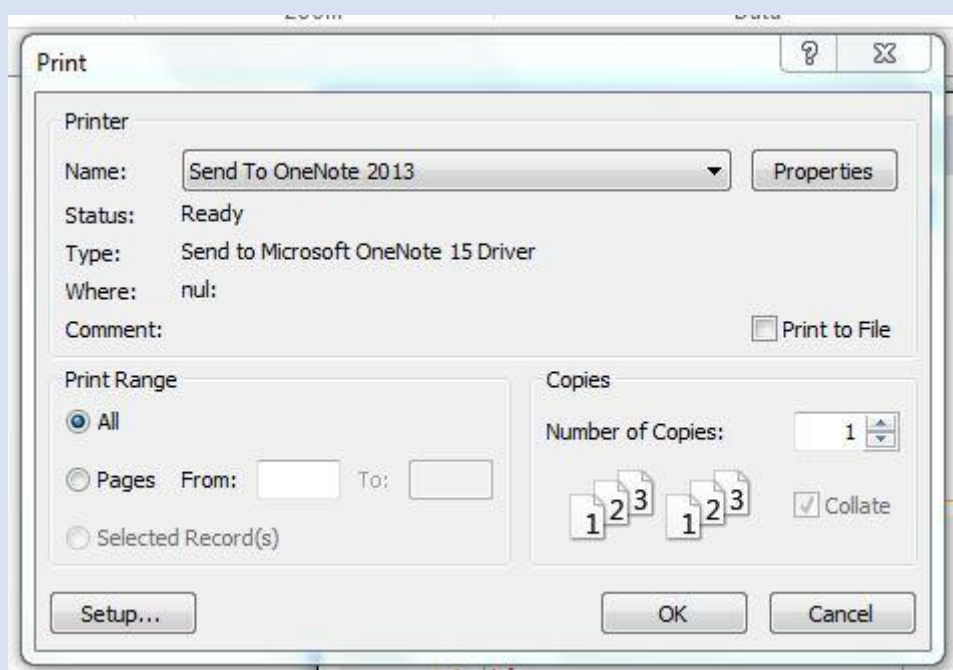 Zoom
Data
Print
Printer
Name: Send To OneNote 2013 Properties
Status: Ready
Type: Send to Microsoft OneNote 15 Driver
Where: nul:
Comment: Print to File
Print Range
All
Pages From: To:
Selected Record(s)
Copies
Number of Copies: 1
1 2 3 1 2 3
Collate
Setup... OK Cancel